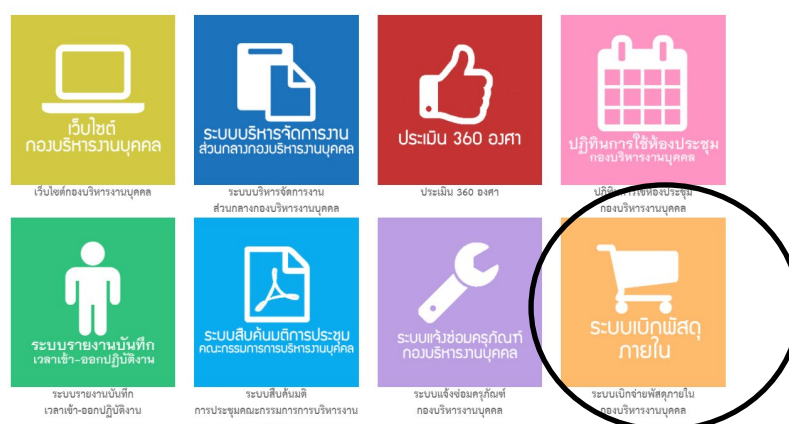 เว็บไซต์
กองบริหารงานบุคคล
เว็บไซต์กองบริหารงานบุคคล
ระบบบริหารจัดการงาน
ส่วนกลางกองบริหารงานบุคคล
ระบบบริหารจัดการงาน
ส่วนกลางกองบริหารงานบุคคล
ประเมิน 360 องศา
ประเมิน 360 องศา
ปฏิทินการใช้ห้องประชุม
กองบริหารงานบุคคล
ปฏิทินการใช้ห้องประชุม
กองบริหารงานบุคคล
ระบบรายงานบันทึก
เวลาเข้า-ออกปฏิบัติงาน
ระบบรายงานบันทึก
เวลาเข้า-ออกปฏิบัติงาน
ระบบสืบค้นมติการประชุม
คณะกรรมการการบริหารงานบุคคล
ระบบสืบค้นมติ
การประชุมคณะกรรมการการบริหารงาน
ระบบแจ้งซ่อมครุภัณฑ์
กองบริหารงานบุคคล
ระบบแจ้งซ่อมครุภัณฑ์
กองบริหารงานบุคคล
ระบบเบิกพัสดุ
ภายใน
ระบบเบิกจ่ายพัสดุภายใน
กองบริหารงานบุคคล